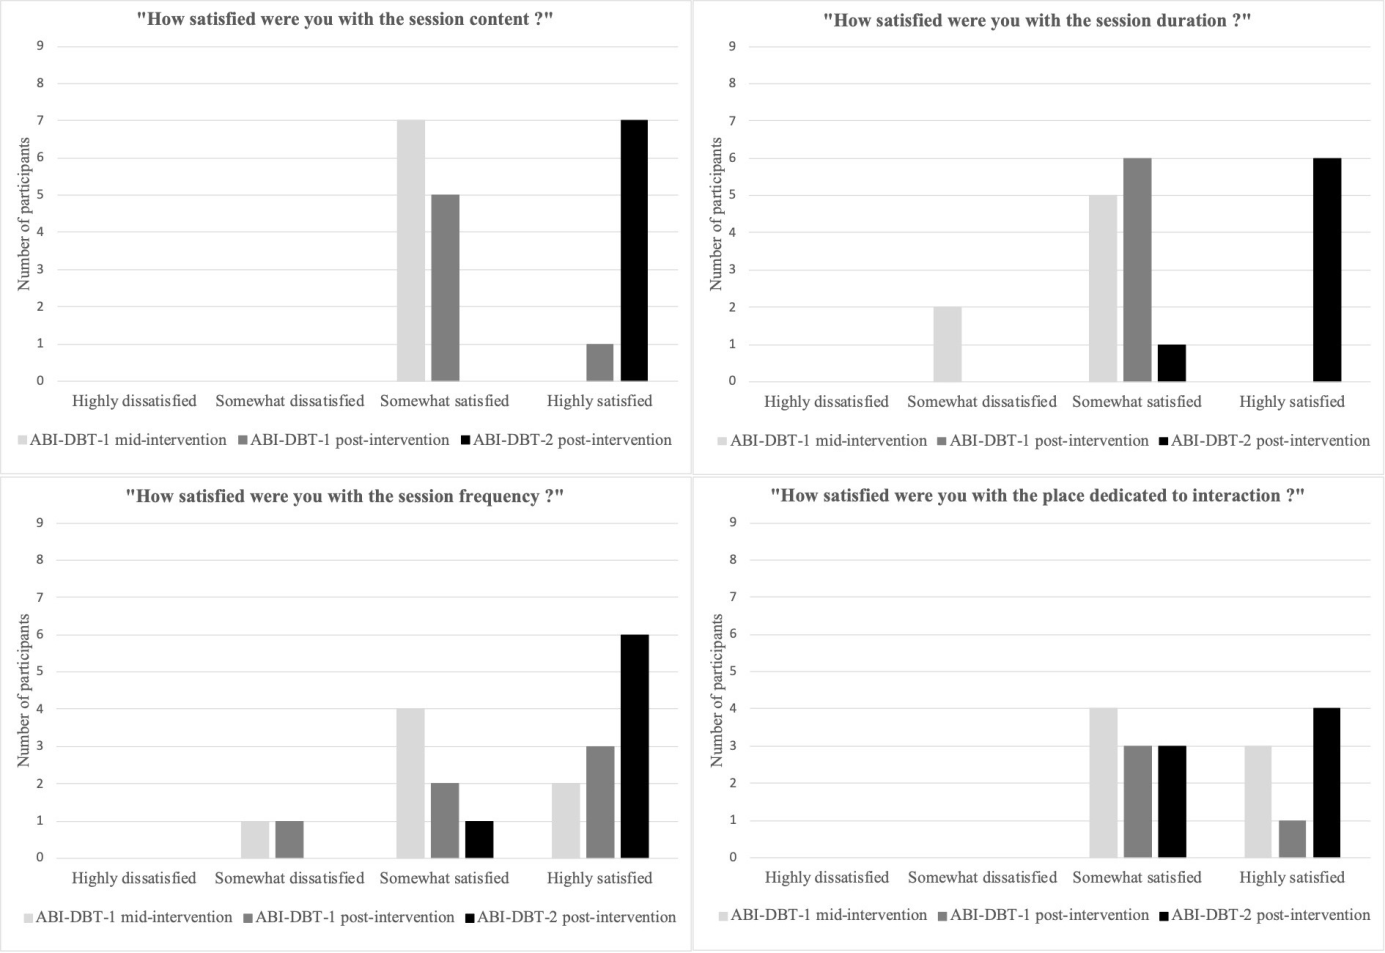 "How satisfied were you with the session content ?"
9
8
7
6
5
4
3
2
1
0
Number of participants
Highly dissatisfied Somewhat dissatisfied Somewhat satisfied Highly satisfied
ABI-DBT-1 mid-intervention ABI-DBT-1 post-intervention ABI-DBT-2 post-intervention
"How satisfied were you with the session duration ?"
9
8
7
6
5
4
3
2
1
0
Number of participants
Highly dissatisfied Somewhat dissatisfied Somewhat satisfied Highly satisfied
ABI-DBT-1 mid-intervention ABI-DBT-1 post-intervention ABI-DBT-2 post-intervention
"How satisfied were you with the session frequency ?"
9
8
7
6
5
4
3
2
1
0
Number of participants
Highly dissatisfied Somewhat dissatisfied Somewhat satisfied Highly satisfied
ABI-DBT-1 mid-intervention ABI-DBT-1 post-intervention ABI-DBT-2 post-intervention
"How satisfied were you with the place dedicated to interaction ?"
9
8
7
6
5
4
3
2
1
0
Number of participants
Highly dissatisfied Somewhat dissatisfied Somewhat satisfied Highly satisfied
ABI-DBT-1 mid-intervention ABI-DBT-1 post-intervention ABI-DBT-2 post-intervention